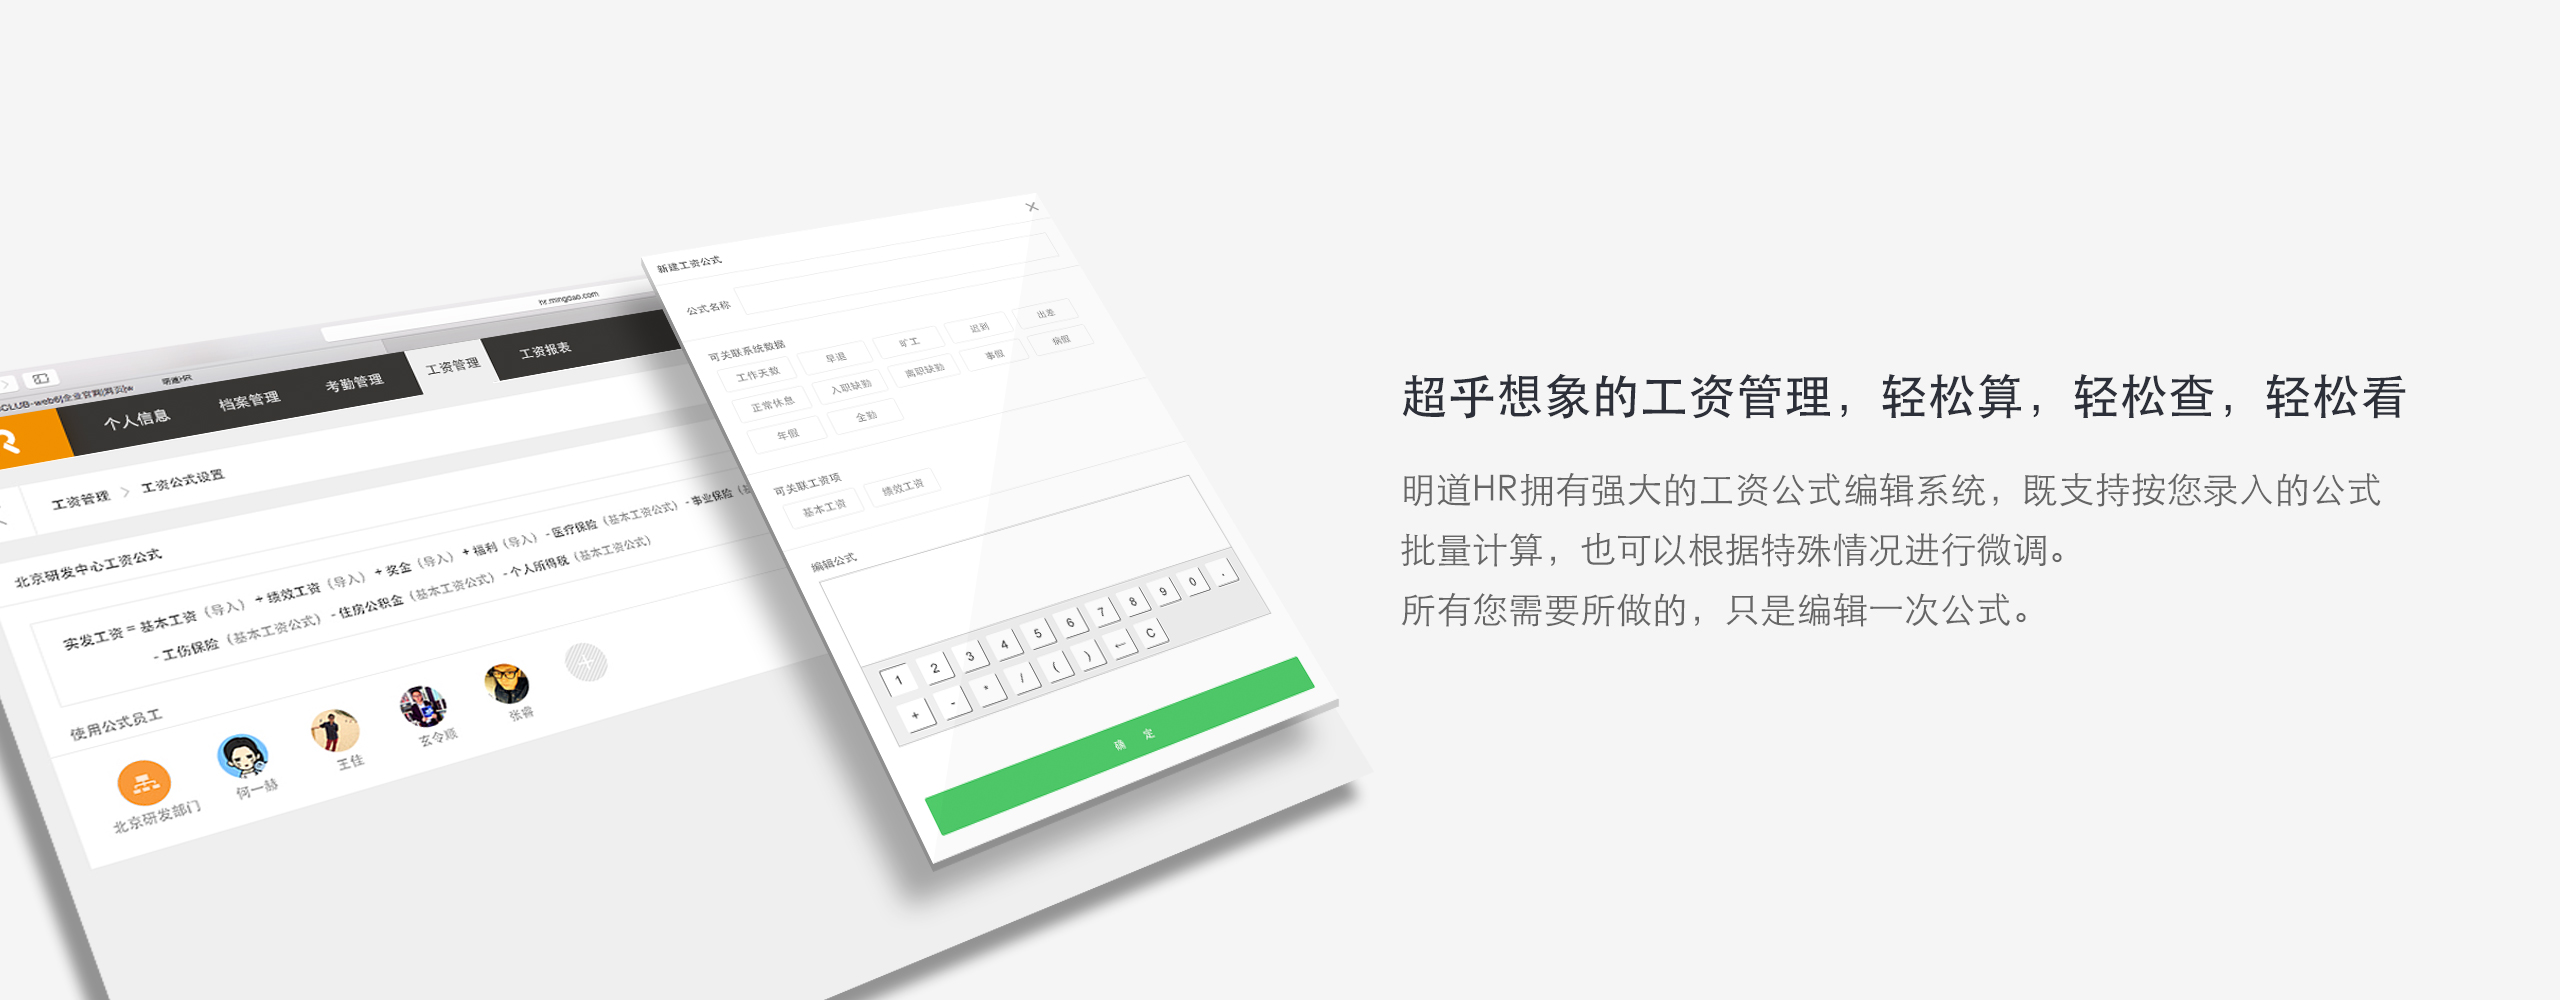 hr.mingdao.com
明道HR
个人信息
档案管理
考勤管理
工资管理
工资报表
工资管理 > 工资公式设置
北京研发中心工资公式
实发工资 = 基本工资（导入） + 绩效工资（导入） + 奖金（导入） + 福利（导入） - 医疗保险（基本工资公式） - 事业保险
- 工伤保险（基本工资公式） - 住房公积金（基本工资公式） - 个人所得税（基本工资公式）
使用公式员工
北京研发部门
何一赫
王佳
玄令顺
张睿
新建工资公式
公式名称
可关联系统数据
工作天数 早退 旷工 迟到 出差
正常休息 入职缺勤 离职缺勤 事假 病假
年假 全勤
可关联工资项
基本工资 绩效工资
编辑公式
1 2 3 4 5 6 7 8 9 0 .
+ - * / ( ) ← C
确 定
超乎想象的工资管理，轻松算，轻松查，轻松看
明道HR拥有强大的工资公式编辑系统，既支持按您录入的公式
批量计算，也可以根据特殊情况进行微调。
所有您需要所做的，只是编辑一次公式。